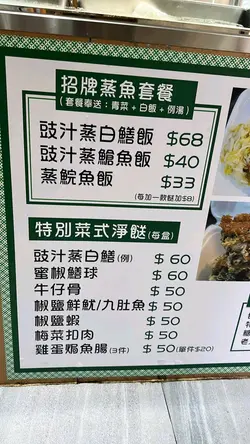 招牌蒸魚套餐
(套餐奉送：青菜+白飯+例湯)
豉汁蒸白鱔飯 $68
豉汁蒸鱠魚飯 $40
蒸鯇魚飯 $33
(每加一款餸加$8)
特別菜式淨餸(每盒)
豉汁蒸白鱔(例) $60
蜜椒鱔球 $60
牛仔骨 $50
椒鹽鮮魷/九肚魚 $50
椒鹽蝦 $50
梅菜扣肉 $50
雞蛋焗魚腸(3件) $50(單件$20)